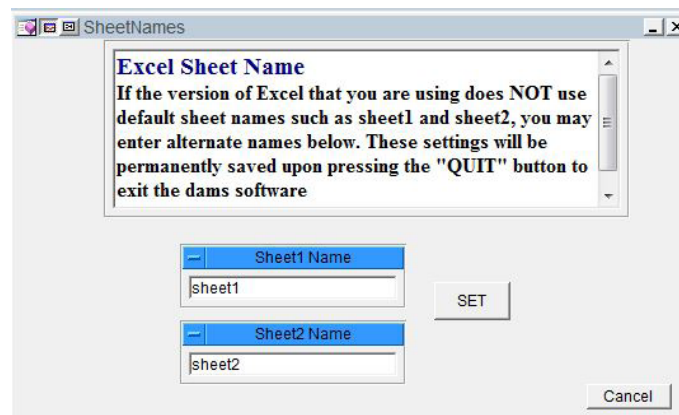 SheetNames
Excel Sheet Name
If the version of Excel that you are using does NOT use
default sheet names such as sheet1 and sheet2, you may
enter alternate names below. These settings will be
permanently saved upon pressing the "QUIT" button to
exit the dams software
Sheet1 Name
sheet1
SET
Sheet2 Name
sheet2
Cancel